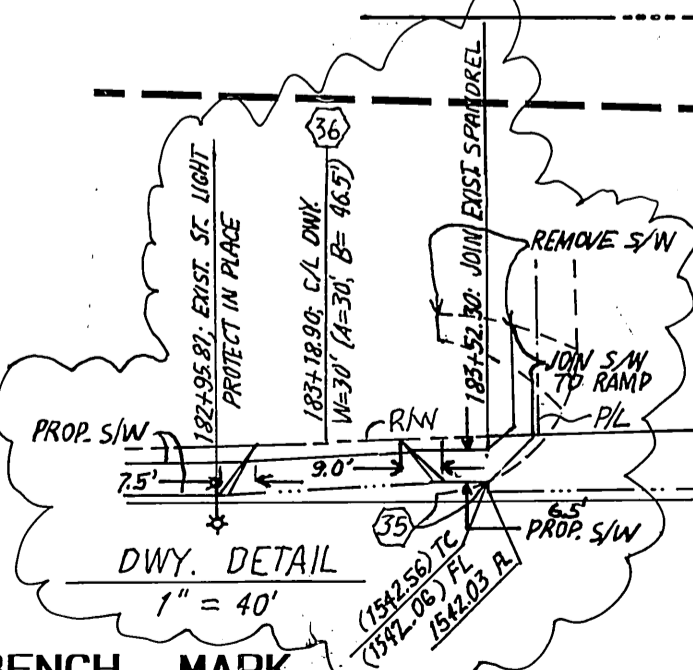 36
182+95.87; EXIST. ST. LIGHT
PROTECT IN PLACE
183+18.90; C/L DWY.
W=30' (A=30', B= 46.5')
183+52.30: JOIN EXIST SPANDREL
REMOVE S/W
JOIN S/W
TO RAMP
P/L
R/W
PROP. S/W
7.5'
9.0'
35
6.5'
PROP. S/W
(1542.56) TC
(1542.06) FL
1542.03
DWY. DETAIL
1" = 40'
BENCH MARK